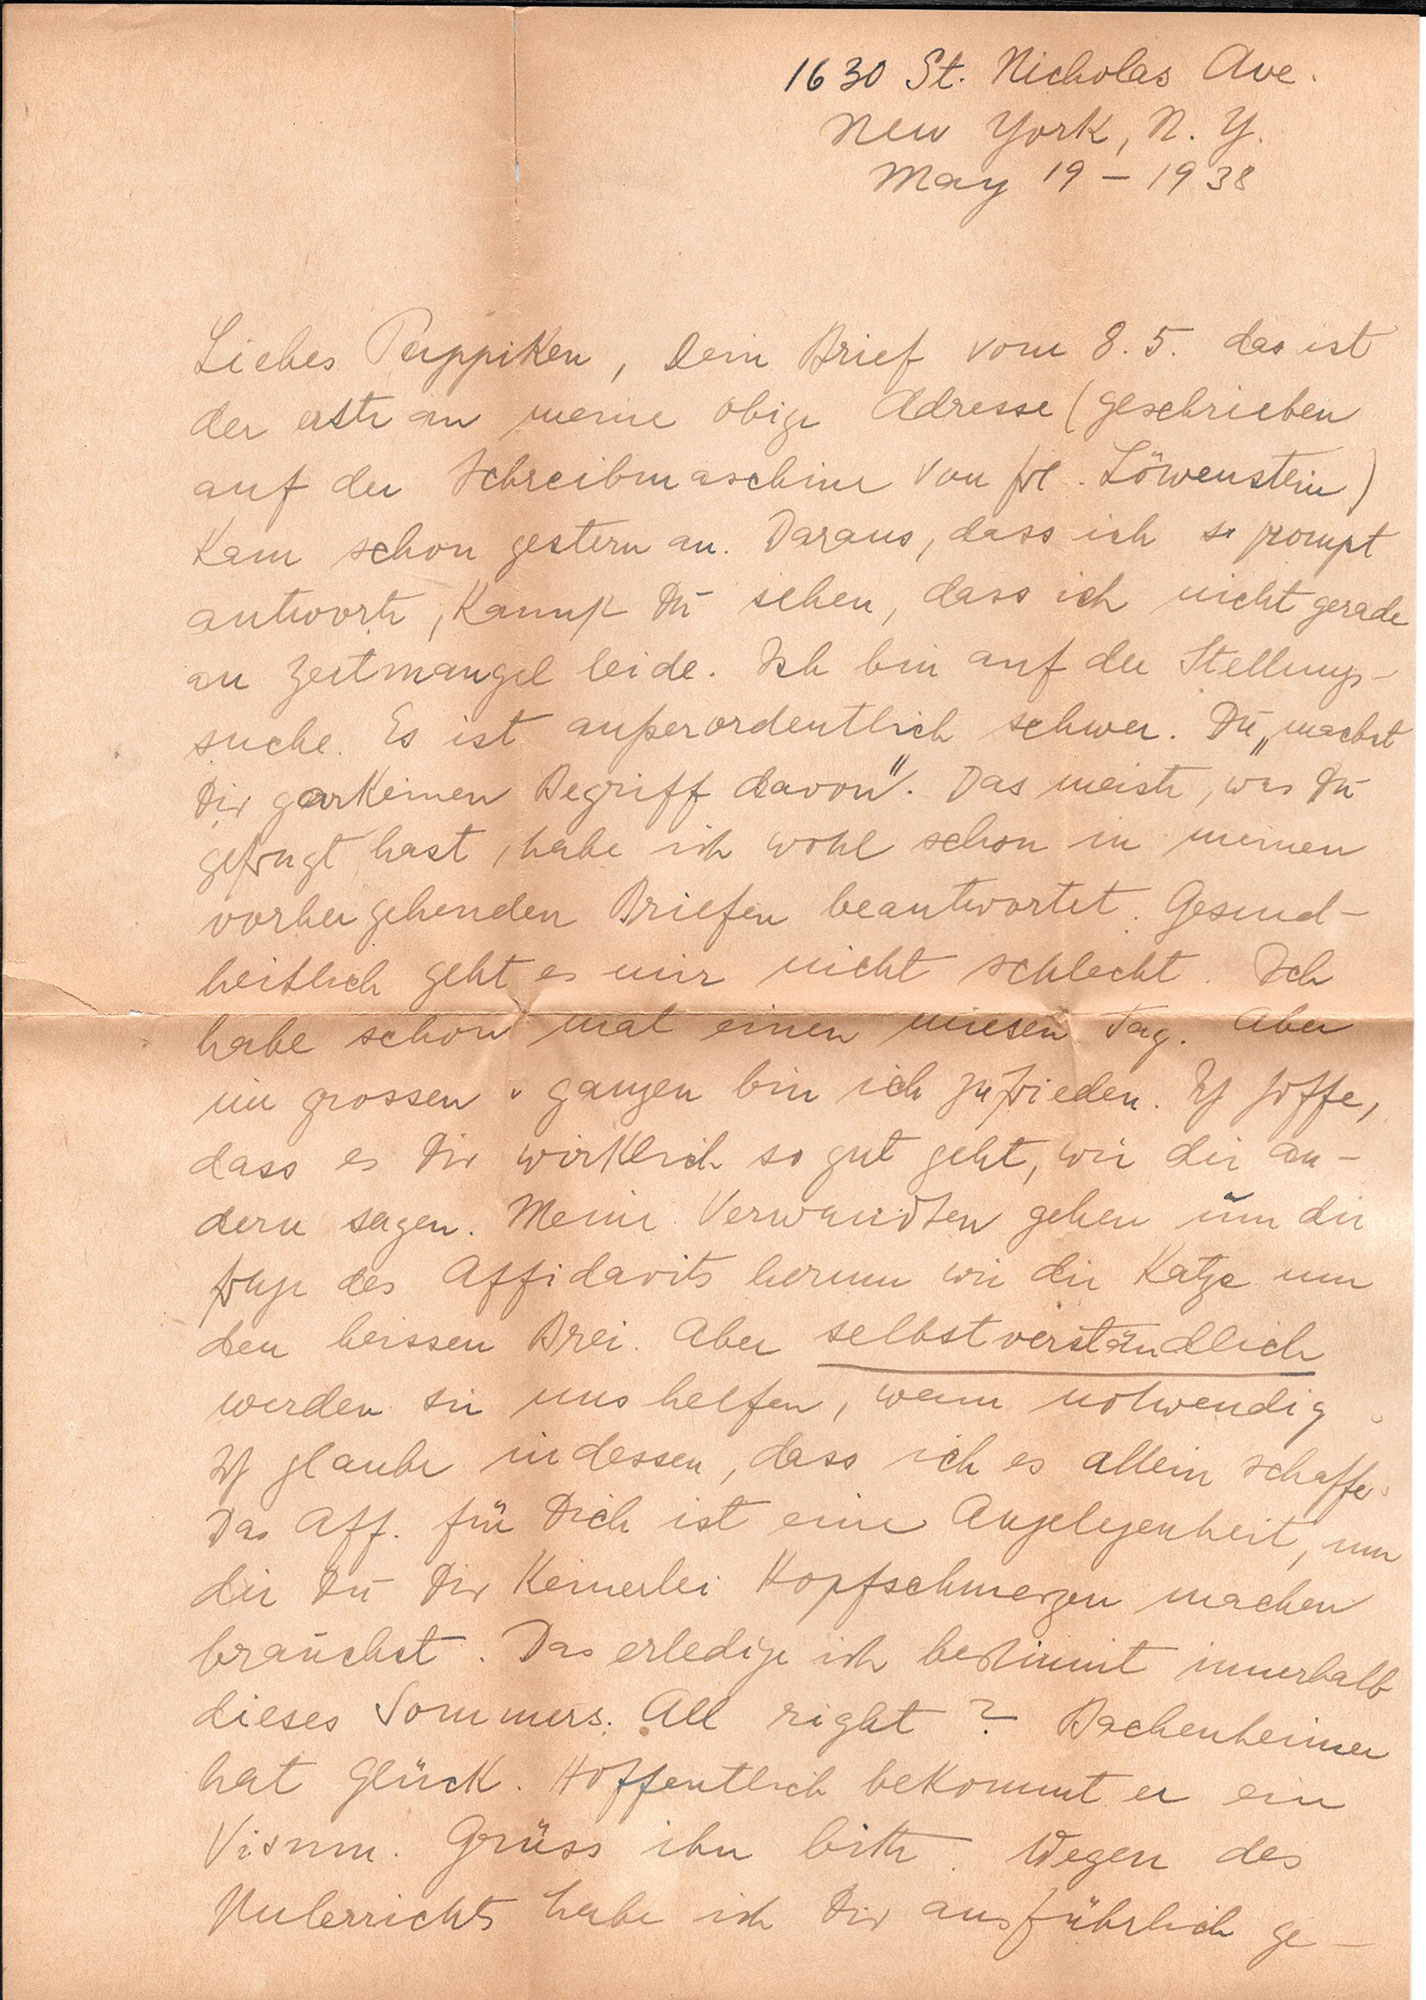 1630 St. Nicholas Ave.
New York, N. Y.
May 19 – 1938
Liebes Puppiken, Dein Brief vom 8.5. das ist
der erste an meine obige Adresse (geschrieben
auf der Schreibmaschine von Frl. Löwenstein)
kam schon gestern an. Daraus, dass ich so prompt
antworte, kannst Du sehen, dass ich nicht gerade
an Zeitmangel leide. Ich bin auf der Stellungs-
suche. Es ist außerordentlich schwer. Du „machst
Dir garkeinen Begriff davon". Das meiste, was Du
gefragt hast, habe ich wohl schon in meinen
vorhergehenden Briefen beantwortet. Gesund-
heitlich geht es mir nicht schlecht. Ich
habe schon mal einen miesen Tag. Aber
im grossen u. ganzen bin ich zufrieden. Ich hoffe,
dass es Dir wirklich so gut geht, wie die an-
dern sagen. Meine Verwandten gehen um die
Frage des Affidavits herum wie die Katze um
den heissen Brei. Aber selbstverständlich
werden sie uns helfen, wenn notwendig.
Ich glaube indessen, dass ich es allein schaffe.
Das Aff. für Dich ist eine Angelegenheit, um
die Du Dir keinerlei Kopfschmerzen machen
brauchst. Das erledige ich bestimmt innerhalb
dieses Sommers. All right? Bachenheimer
hat Glück. Hoffentlich bekommt er ein
Visum. Grüss ihn bitte. Wegen des
Unterrichts habe ich Dir ausführlich ge-